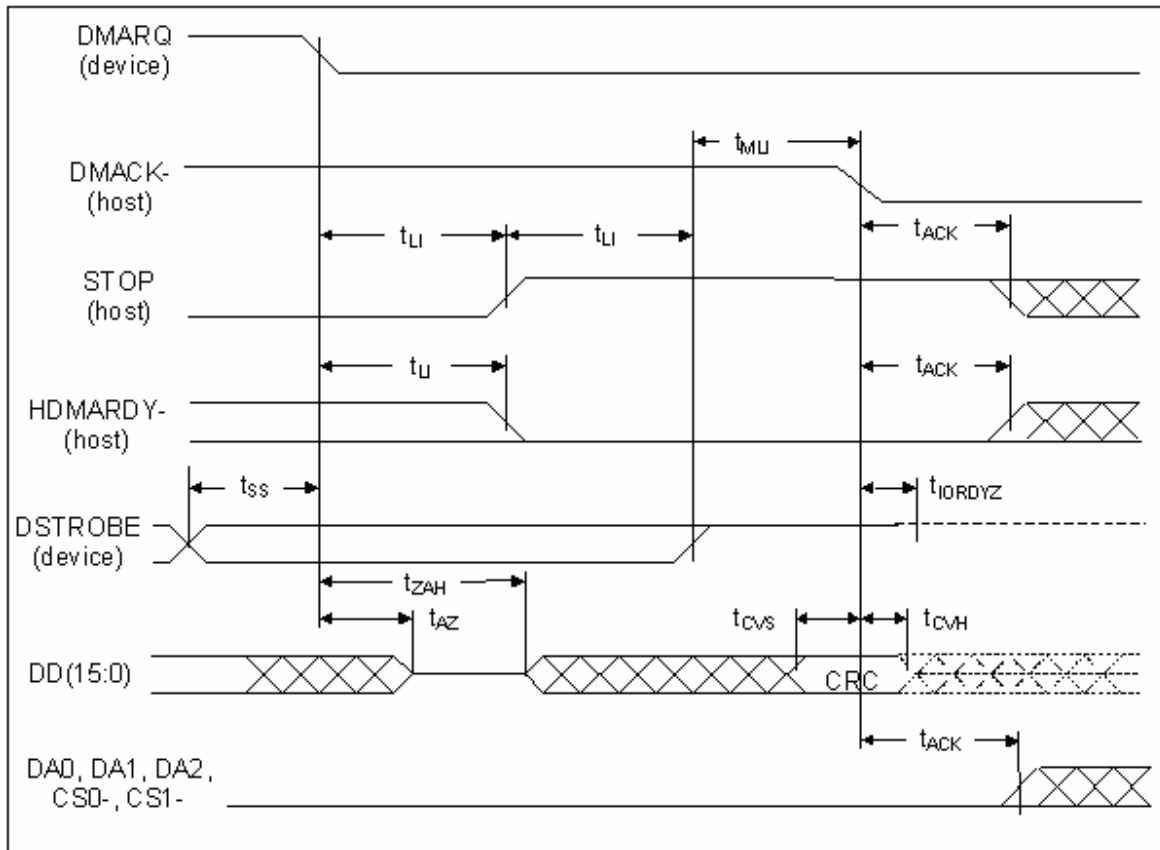 DMARQ
(device)
tMLI
DMACK-
(host)
tLI
tLI
tACK
STOP
(host)
tLI
tACK
HDMARDY-
(host)
tSS
tIORDYZ
DSTROBE
(device)
tZAH
tAZ
tCVS
tCVH
DD(15:0)
CRC
tACK
DA0, DA1, DA2,
CS0-, CS1-